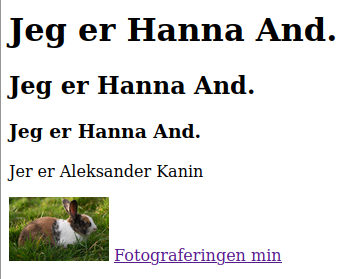 Jeg er Hanna And.
Jeg er Hanna And.
Jeg er Hanna And.
Jer er Aleksander Kanin
Fotograferingen min